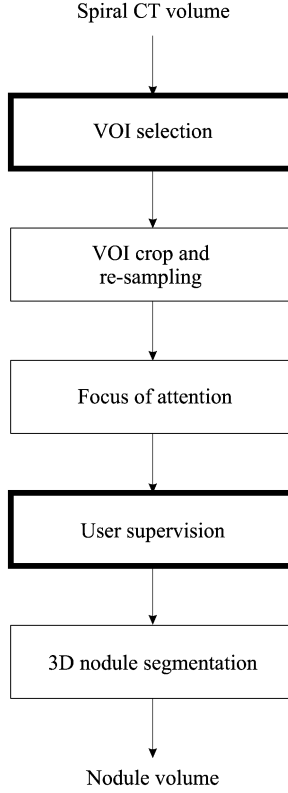 Spiral CT volume
VOI selection
VOI crop and
re-sampling
Focus of attention
User supervision
3D nodule segmentation
Nodule volume